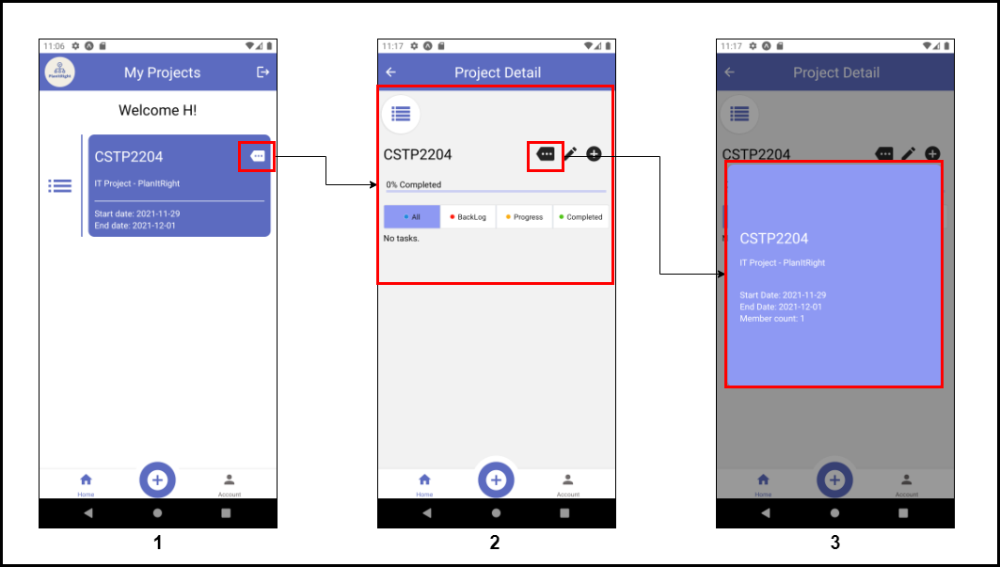 11:06
PlanItRight
My Projects
Welcome H!
CSTP2204
IT Project - PlanItRight
Start date: 2021-11-29
End date: 2021-12-01
Home
Account
1
11:17
Project Detail
CSTP2204
0% Completed
All
BackLog
Progress
Completed
No tasks.
Home
Account
2
11:17
Project Detail
CSTP2204
CSTP2204
IT Project - PlanItRight
Start Date: 2021-11-29
End Date: 2021-12-01
Member count: 1
Home
Account
3